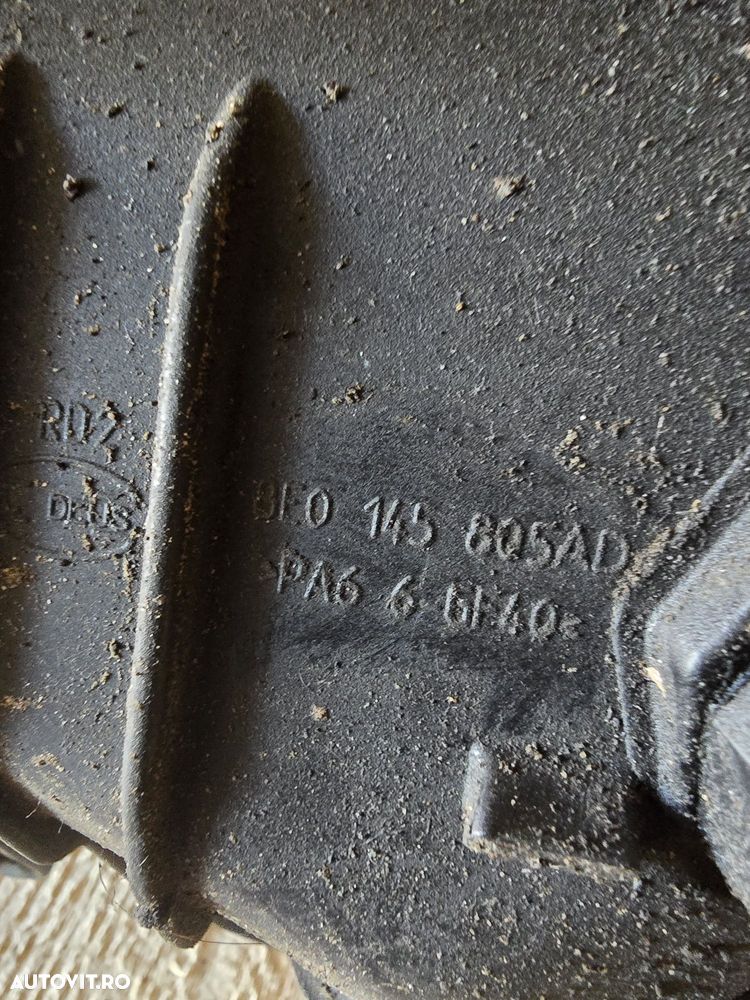 RDZ
8E0 145 805AD
>PA6 6 GF40<
AUTOVIT.RO